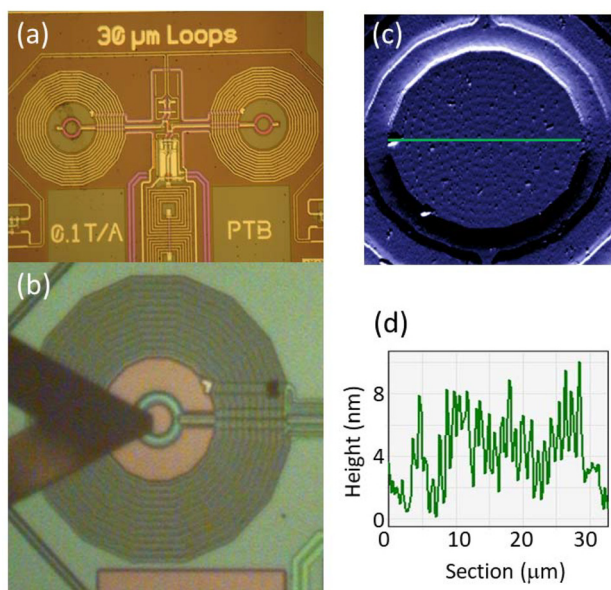 (a)
30 µm Loops
0.1T/A
PTB
(b)
(c)
(d)
Height (nm)
8
4
0
0
10
20
30
Section (µm)